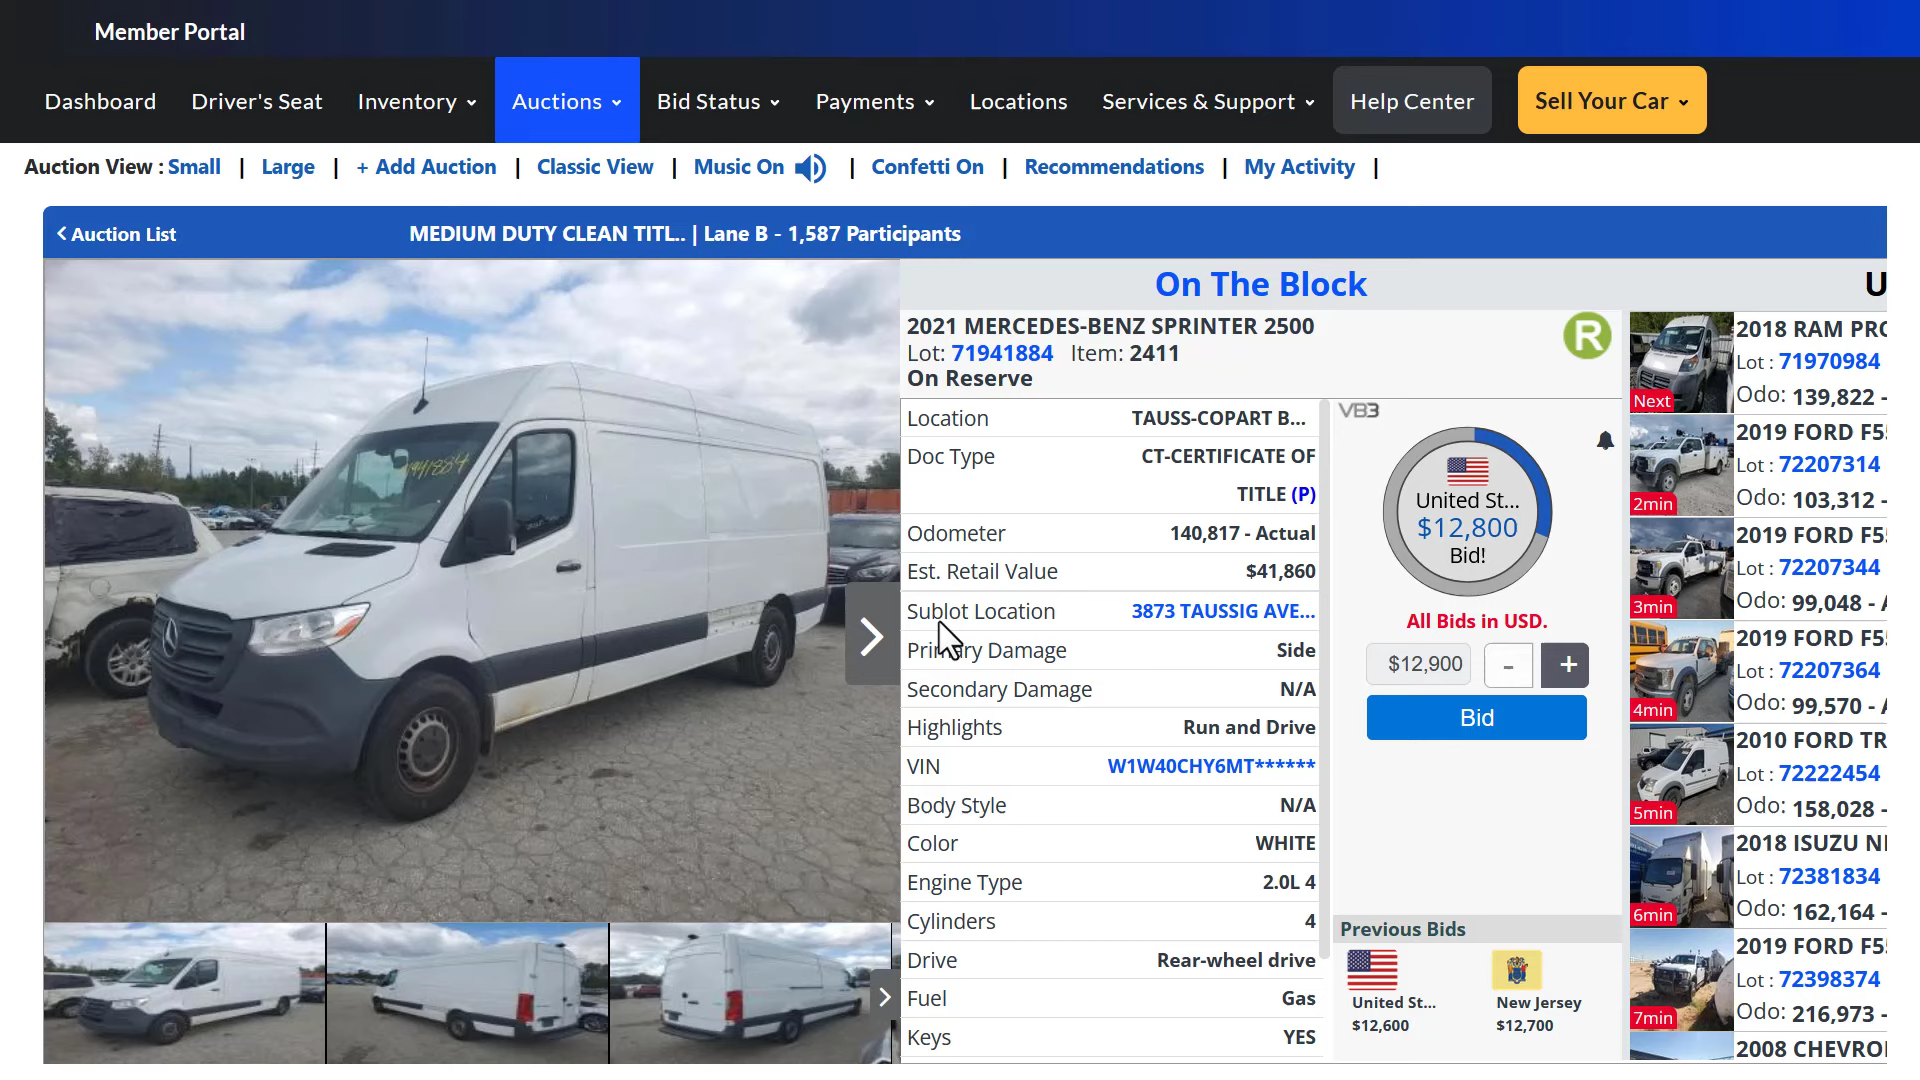 Member Portal
Dashboard Driver's Seat Inventory Auctions Bid Status Payments Locations Services & Support Help Center Sell Your Car
Auction View : Small | Large | + Add Auction | Classic View | Music On | Confetti On | Recommendations | My Activity |
Auction List MEDIUM DUTY CLEAN TITL.. | Lane B - 1,587 Participants
On The Block
U
2021 MERCEDES-BENZ SPRINTER 2500
Lot: 71941884 Item: 2411
On Reserve
R
Location TAUSS-COPART B...
Doc Type CT-CERTIFICATE OF
TITLE (P)
Odometer 140,817 - Actual
Est. Retail Value $41,860
Sublot Location 3873 TAUSSIG AVE...
Primary Damage Side
Secondary Damage N/A
Highlights Run and Drive
VIN W1W40CHY6MT******
Body Style N/A
Color WHITE
Engine Type 2.0L 4
Cylinders 4
Drive Rear-wheel drive
Fuel Gas
Keys YES
VB3
United St...
$12,800
Bid!
All Bids in USD.
$12,900 - +
Bid
Previous Bids
United St...
$12,600
New Jersey
$12,700
2018 RAM PRO
Lot : 71970984
Odo: 139,822 -
Next
2019 FORD F5
Lot : 72207314
Odo: 103,312 -
2min
2019 FORD F5
Lot : 72207344
Odo: 99,048 - A
3min
2019 FORD F5
Lot : 72207364
Odo: 99,570 - A
4min
2010 FORD TR
Lot : 72222454
Odo: 158,028 -
5min
2018 ISUZU N
Lot : 72381834
Odo: 162,164 -
6min
2019 FORD F5
Lot : 72398374
Odo: 216,973 -
7min
2008 CHEVROL